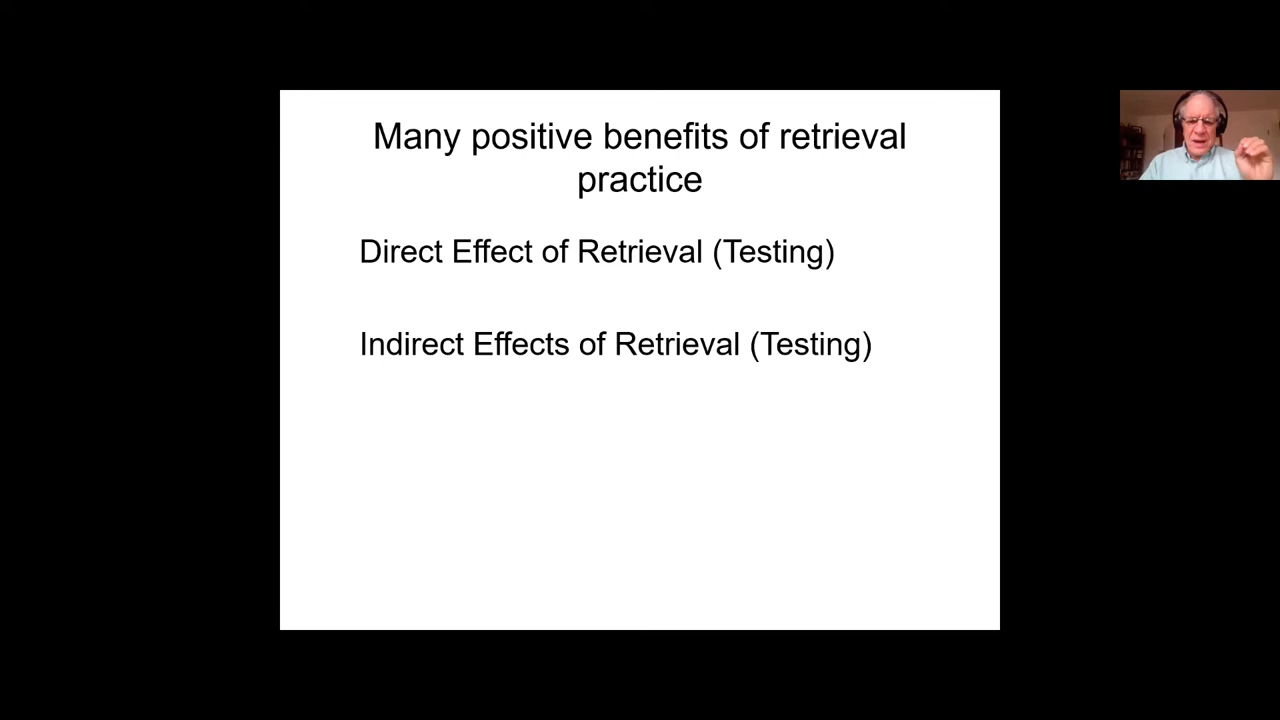 Many positive benefits of retrieval
practice
Direct Effect of Retrieval (Testing)
Indirect Effects of Retrieval (Testing)